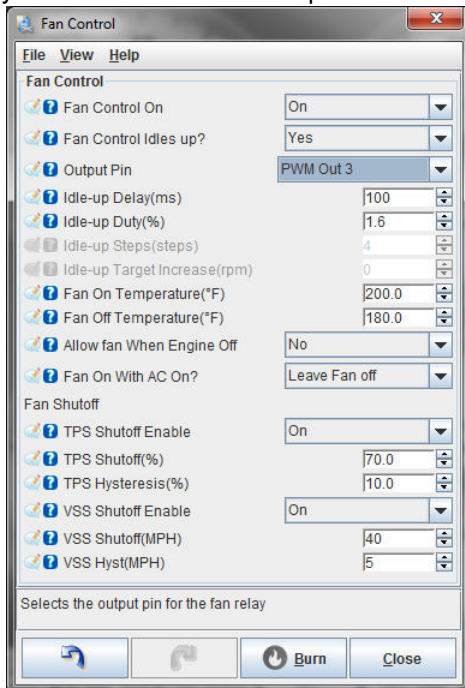 Fan Control
File View Help
Fan Control
Fan Control On On
Fan Control Idles up? Yes
Output Pin PWM Out 3
Idle-up Delay(ms) 100
Idle-up Duty(%) 1.6
Idle-up Steps(steps) 4
Idle-up Target Increase(rpm) 0
Fan On Temperature(°F) 200.0
Fan Off Temperature(°F) 180.0
Allow fan When Engine Off No
Fan On With AC On? Leave Fan off
Fan Shutoff
TPS Shutoff Enable On
TPS Shutoff(%) 70.0
TPS Hysteresis(%) 10.0
VSS Shutoff Enable On
VSS Shutoff(MPH) 40
VSS Hyst(MPH) 5
Selects the output pin for the fan relay
Burn Close